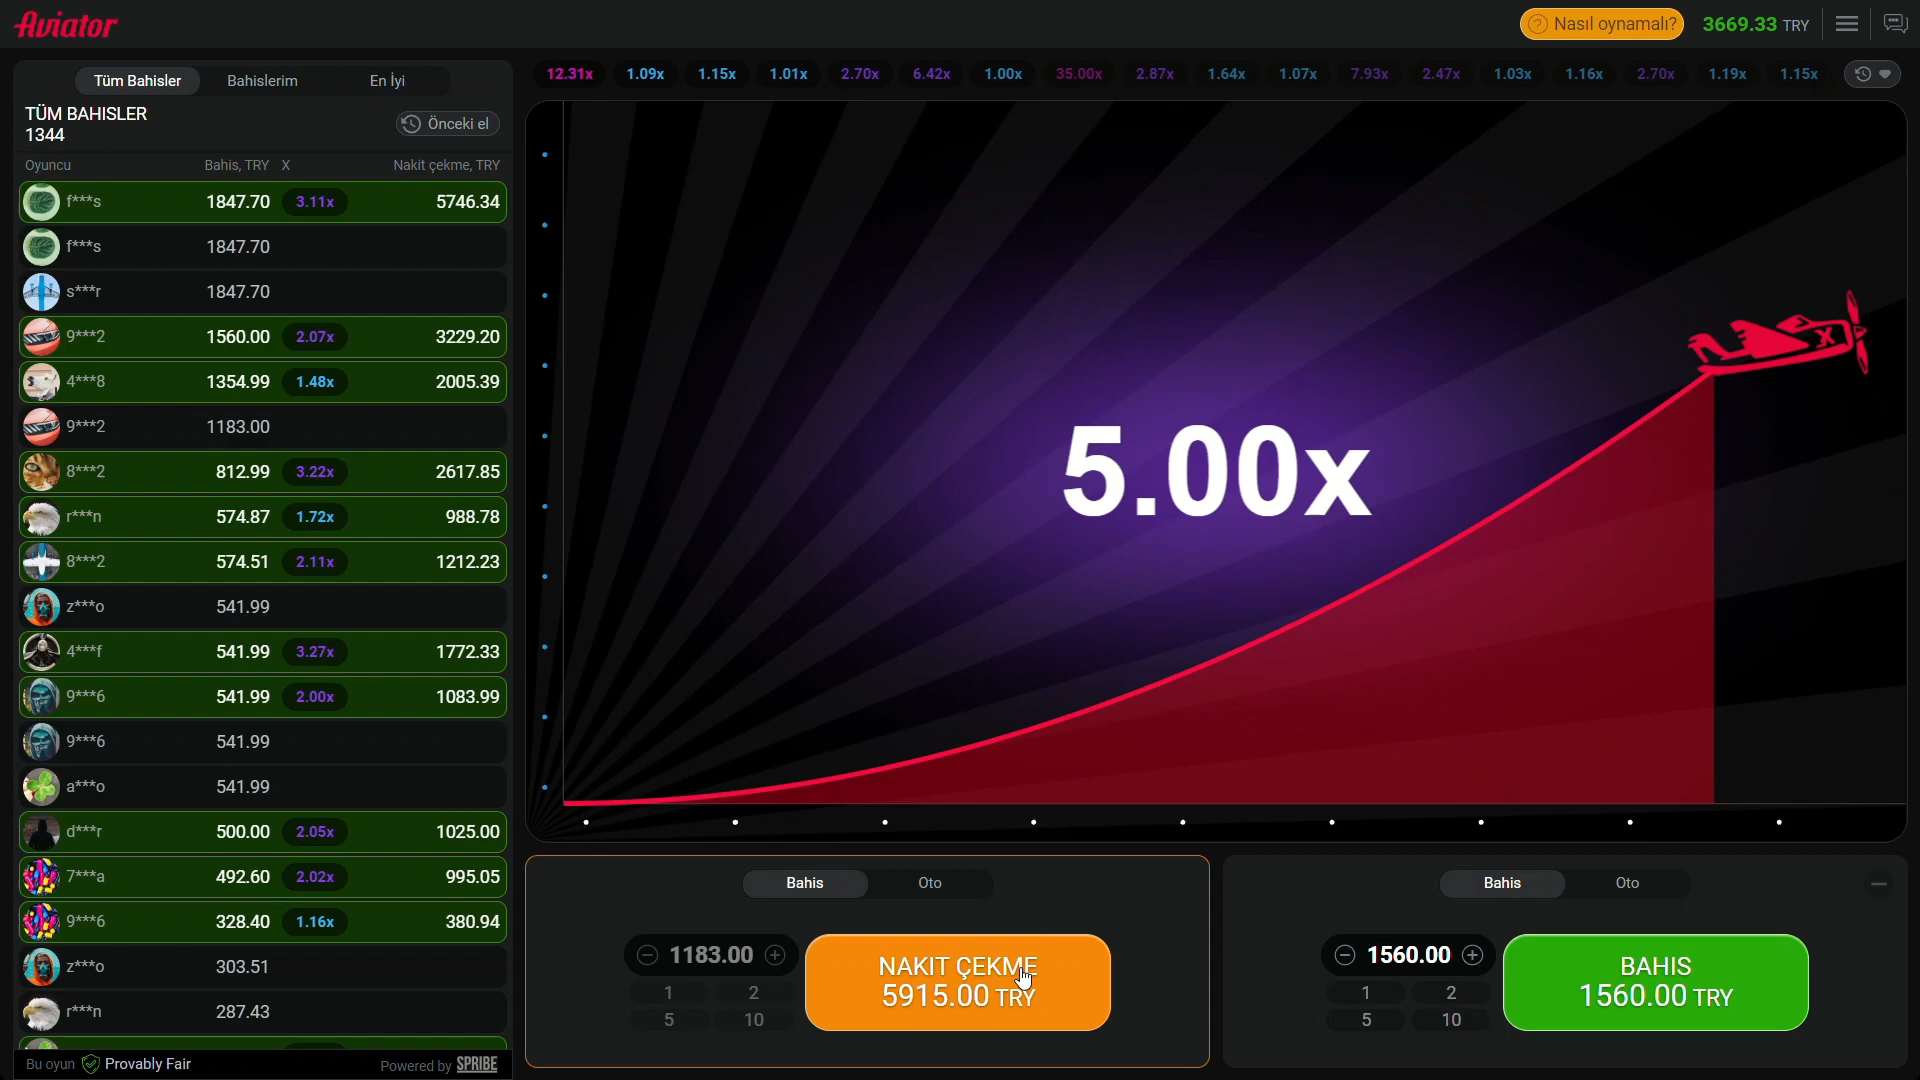 Aviator
? Nasıl oynamalı?
3669.33 TRY
Tüm Bahisler
Bahislerim
En İyi
12.31x 1.09x 1.15x 1.01x 2.70x 6.42x 1.00x 35.00x 2.87x 1.64x 1.07x 7.93x 2.47x 1.03x 1.16x 2.70x 1.19x 1.15x
TÜM BAHISLER
1344
Önceki el
Oyuncu Bahis, TRY X Nakit çekme, TRY
f***s 1847.70 3.11x 5746.34
f***s 1847.70
s***r 1847.70
9***2 1560.00 2.07x 3229.20
4***8 1354.99 1.48x 2005.39
9***2 1183.00
8***2 812.99 3.22x 2617.85
r***n 574.87 1.72x 988.78
8***2 574.51 2.11x 1212.23
z***o 541.99
4***f 541.99 3.27x 1772.33
9***6 541.99 2.00x 1083.99
9***6 541.99
a***o 541.99
d***r 500.00 2.05x 1025.00
7***a 492.60 2.02x 995.05
9***6 328.40 1.16x 380.94
z***o 303.51
r***n 287.43
Bu oyun Provably Fair
Powered by SPRIBE
X
5.00x
Bahis Oto
1183.00
1 2
5 10
NAKIT ÇEKME
5915.00 TRY
Bahis Oto
1560.00
1 2
5 10
BAHIS
1560.00 TRY